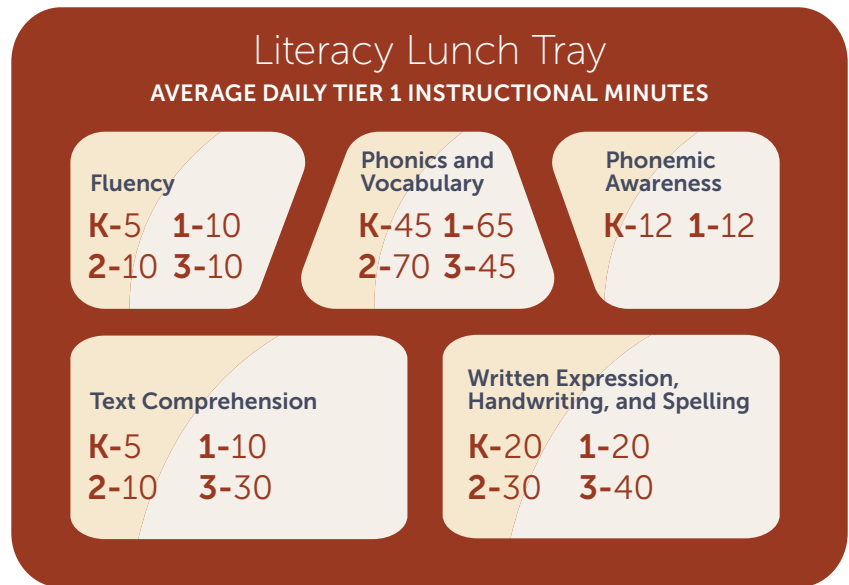 Literacy Lunch Tray
AVERAGE DAILY TIER 1 INSTRUCTIONAL MINUTES
Fluency
K-5 1-10
2-10 3-10
Phonics and
Vocabulary
K-45 1-65
2-70 3-45
Phonemic
Awareness
K-12 1-12
Text Comprehension
K-5 1-10
2-10 3-30
Written Expression,
Handwriting, and Spelling
K-20 1-20
2-30 3-40